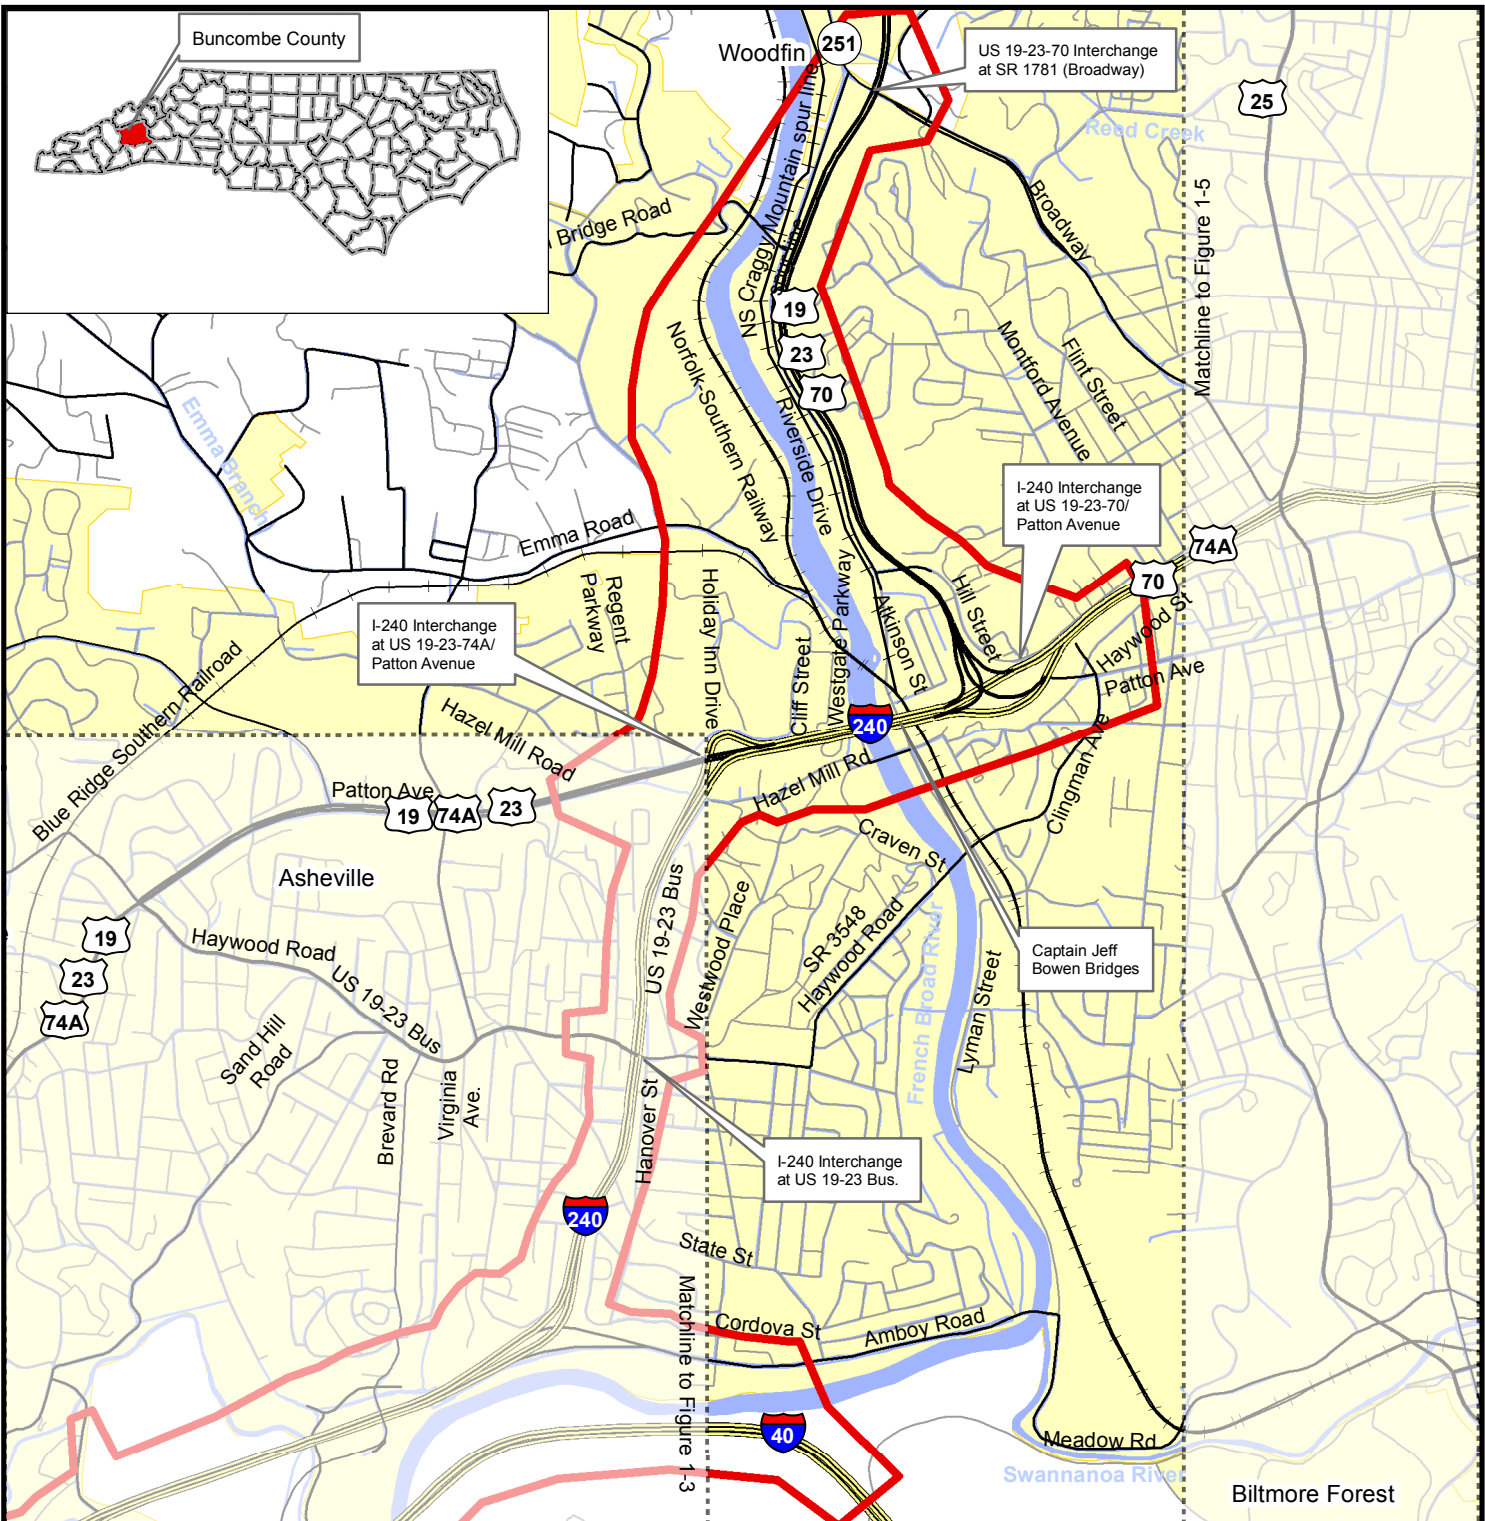 Buncombe County
Woodfin
251
US 19-23-70 Interchange
at SR 1781 (Broadway)
25
Reed Creek
Broadway
Matchline to Figure 1-5
Bridge Road
NS Craggy Mountain spur line
spur line
19
23
70
Norfolk-Southern Railway
Riverside Drive
Montford Avenue
Flint Street
Emma Branch
Emma Road
I-240 Interchange
at US 19-23-70/
Patton Avenue
74A
70
Regent
Parkway
Holiday Inn Drive
Cliff Street
Westgate Parkway
Atkinson St
Hill Street
Haywood St
Patton Ave
I-240 Interchange
at US 19-23-74A/
Patton Avenue
Blue Ridge Southern Railroad
Hazel Mill Road
240
Hazel Mill Rd
Clingman Ave
Patton Ave
19
74A
23
Asheville
Craven St
US 19-23 Bus
Westwood Place
SR 3548
Haywood Road
French Broad River
Lyman Street
Captain Jeff
Bowen Bridges
19
23
74A
Haywood Road
US 19-23 Bus
Sand Hill
Road
Brevard Rd
Virginia
Ave.
Hanover St
I-240 Interchange
at US 19-23 Bus.
240
State St
Matchline to Figure 1-3
Cordova St
Amboy Road
40
Meadow Rd
Swannanoa River
Biltmore Forest